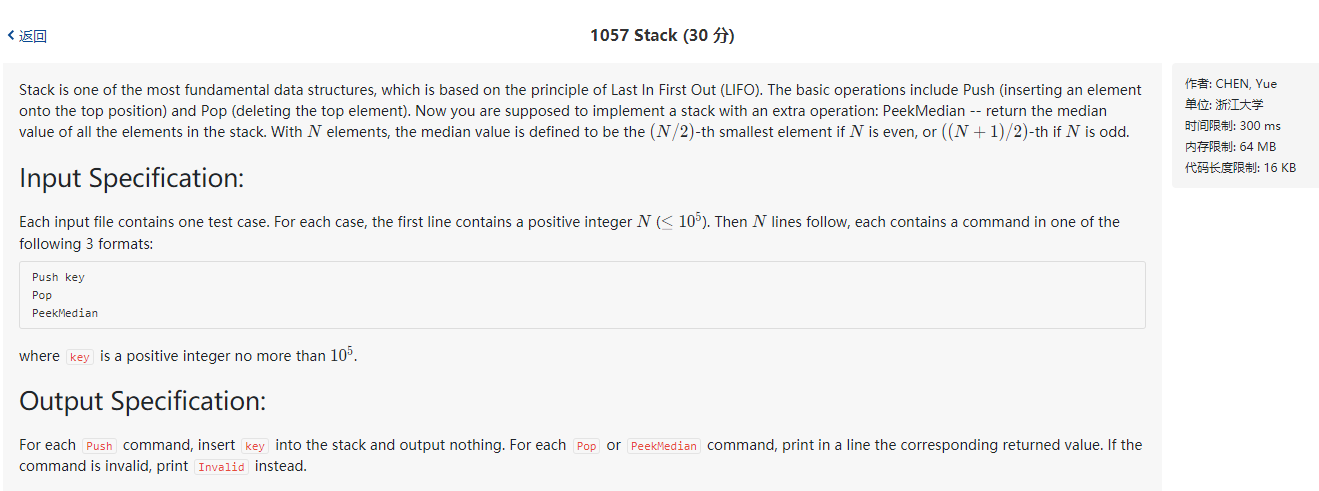 返回
1057 Stack (30 分)
Stack is one of the most fundamental data structures, which is based on the principle of Last In First Out (LIFO). The basic operations include Push (inserting an element
onto the top position) and Pop (deleting the top element). Now you are supposed to implement a stack with an extra operation: PeekMedian -- return the median
value of all the elements in the stack. With N elements, the median value is defined to be the (N/2)-th smallest element if N is even, or ((N + 1)/2)-th if N is odd.
Input Specification:
Each input file contains one test case. For each case, the first line contains a positive integer N (≤ 10⁵). Then N lines follow, each contains a command in one of the
following 3 formats:
Push key
Pop
PeekMedian
where key is a positive integer no more than 10⁵.
Output Specification:
For each Push command, insert key into the stack and output nothing. For each Pop or PeekMedian command, print in a line the corresponding returned value. If the
command is invalid, print Invalid instead.
作者: CHEN, Yue
单位: 浙江大学
时间限制: 300 ms
内存限制: 64 MB
代码长度限制: 16 KB